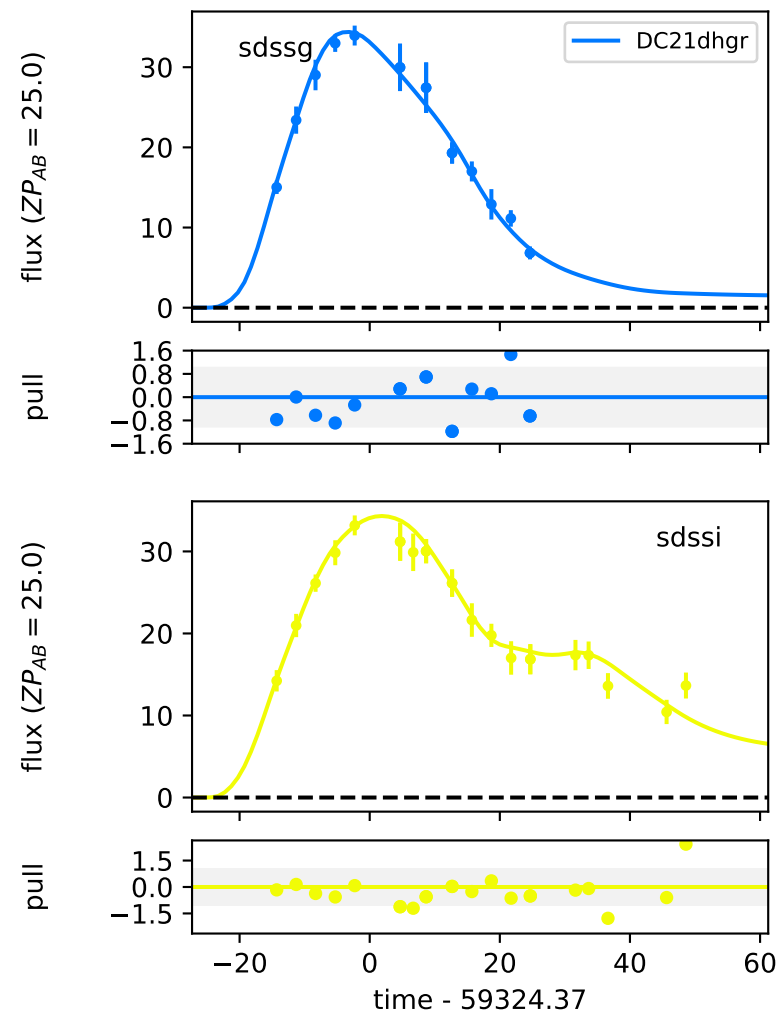 sdssg
DC21dhgr
flux (ZP_AB = 25.0)
30
20
10
0
pull
1.6
0.8
0.0
−0.8
−1.6
sdssi
flux (ZP_AB = 25.0)
30
20
10
0
pull
1.5
0.0
−1.5
−20 0 20 40 60
time - 59324.37